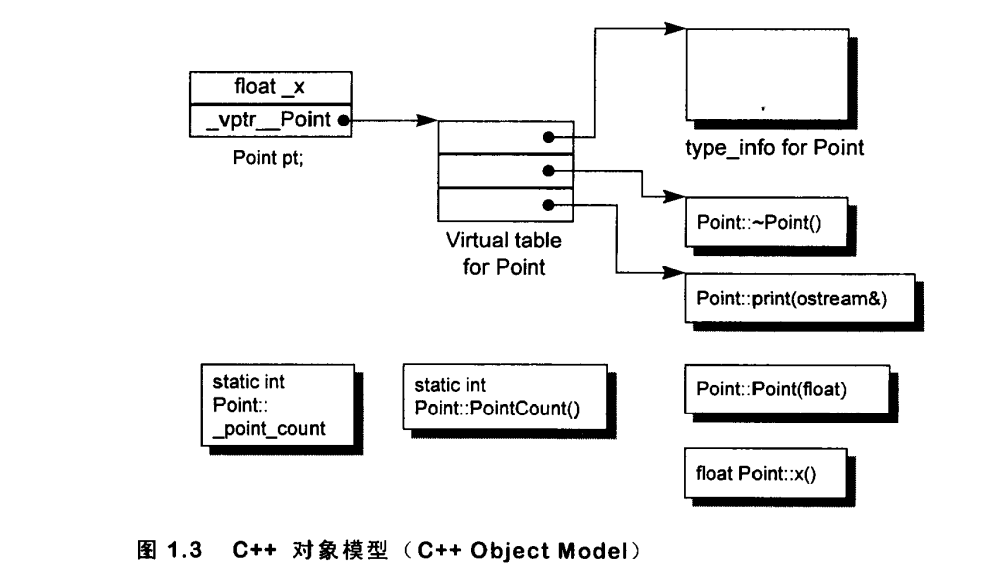 float _x
_vptr__Point
Point pt;
Virtual table
for Point
type_info for Point
Point::~Point()
Point::print(ostream&)
static int
Point::
_point_count
static int
Point::PointCount()
Point::Point(float)
float Point::x()
图 1.3 C++ 对象模型（C++ Object Model）